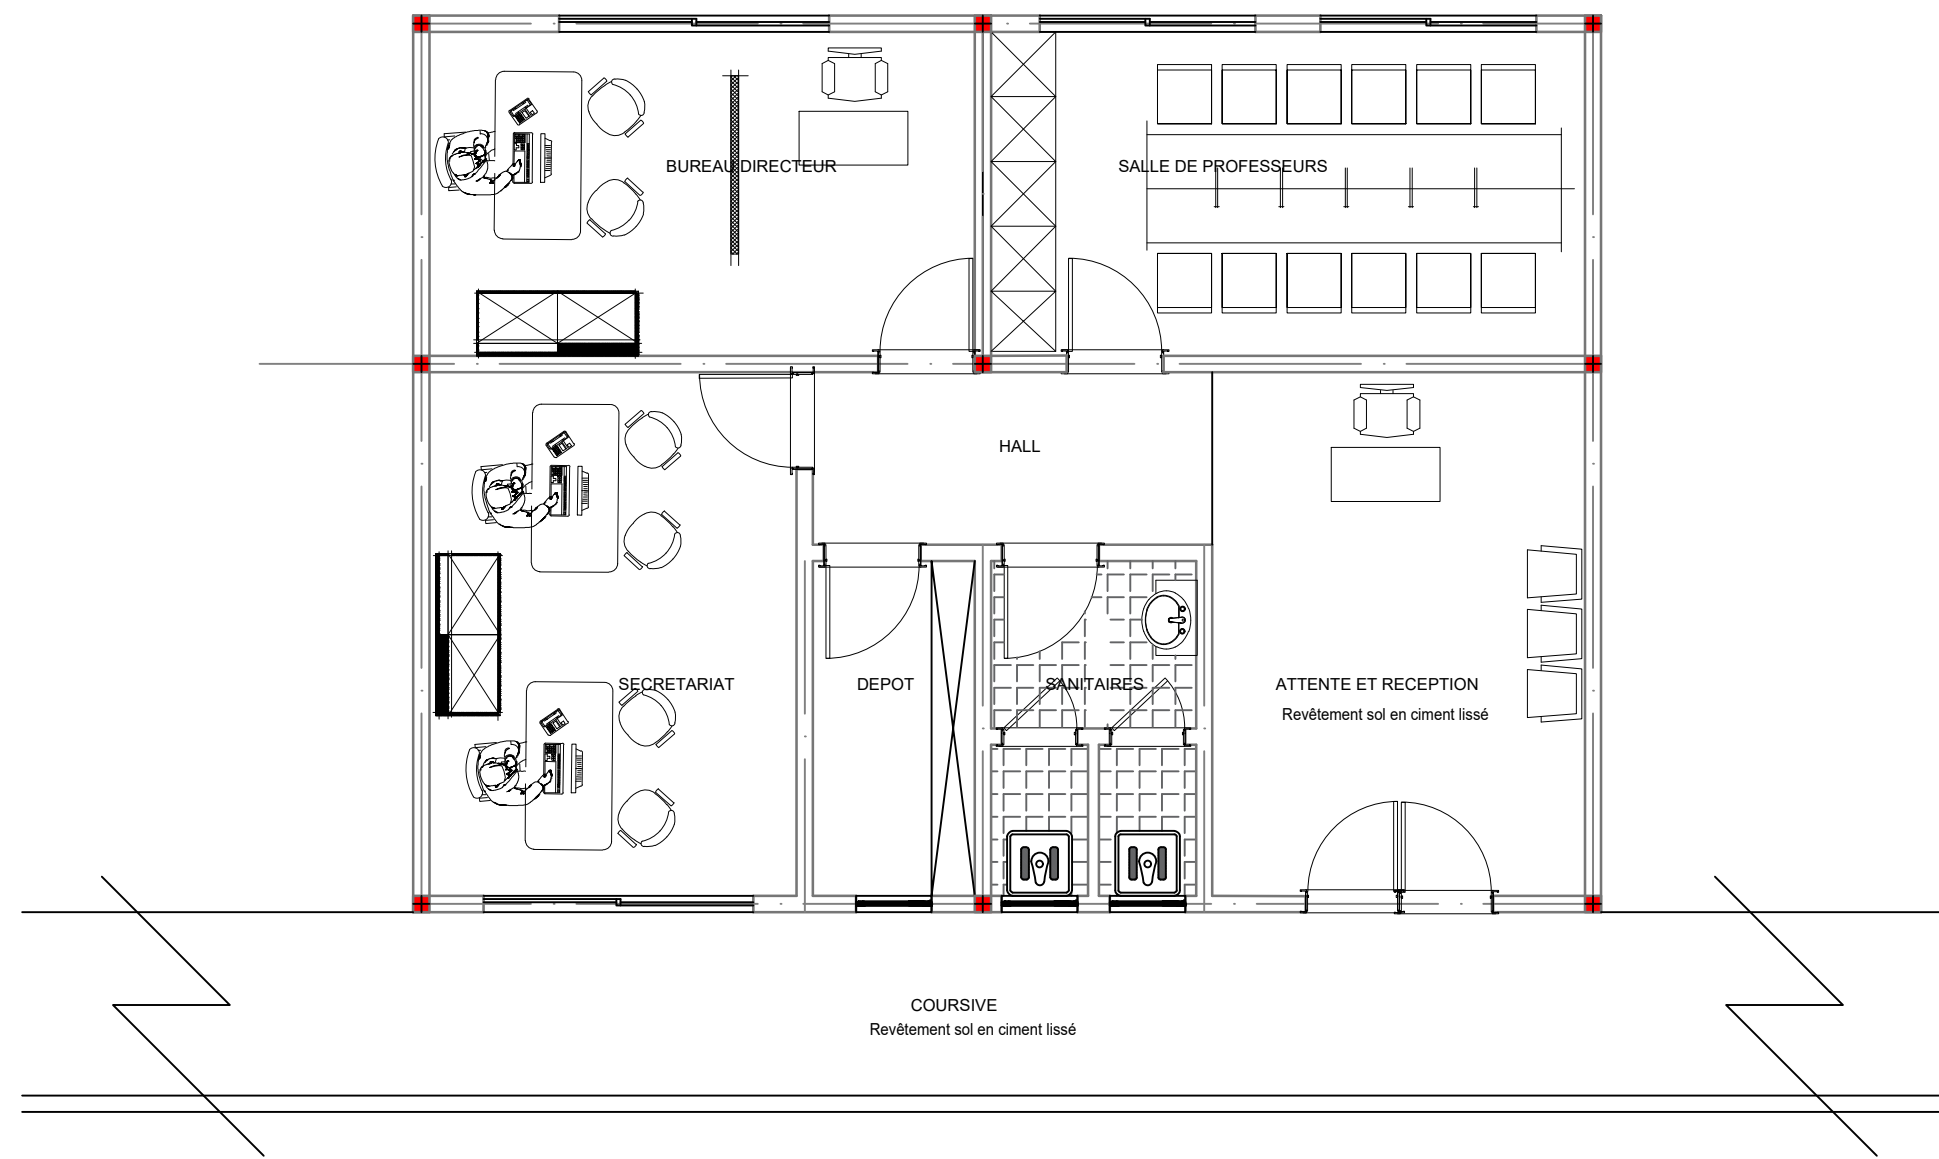 BUREAU DIRECTEUR
SALLE DE PROFESSEURS
HALL
SECRETARIAT
DEPOT
SANITAIRES
ATTENTE ET RECEPTION
Revêtement sol en ciment lissé
COURSIVE
Revêtement sol en ciment lissé